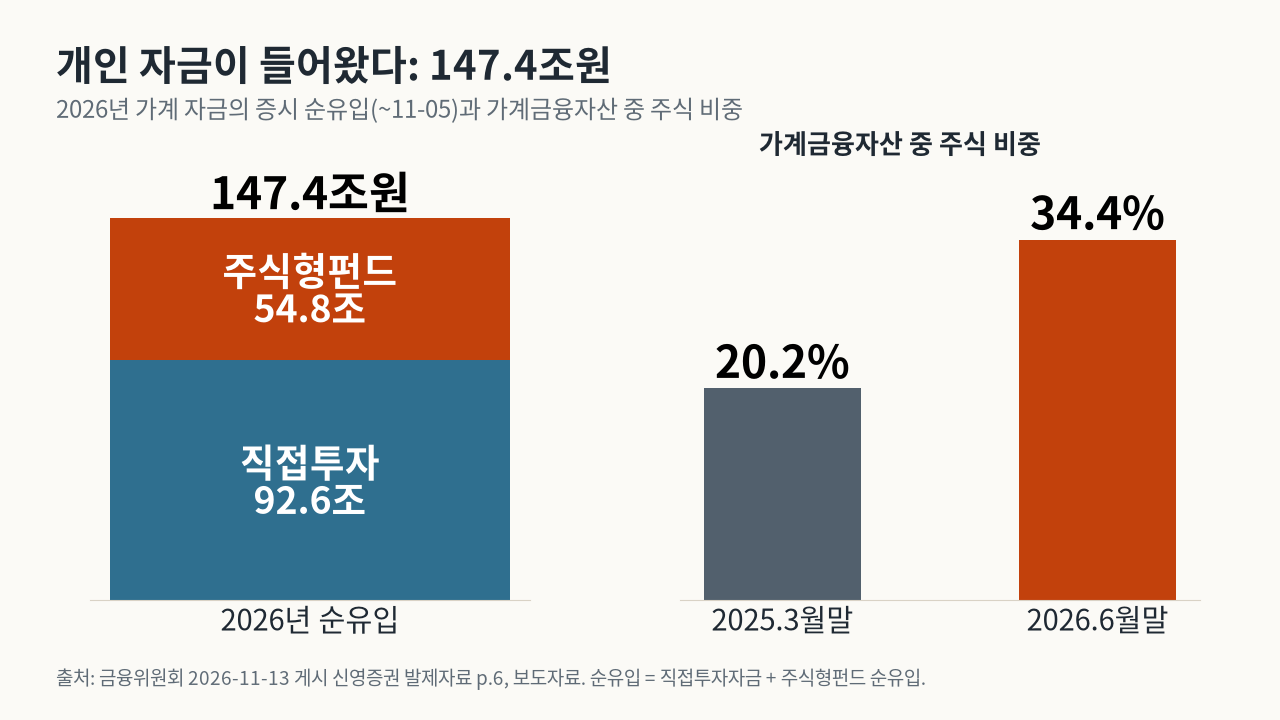 개인 자금이 들어왔다: 147.4조원
2026년 가계 자금의 증시 순유입(~11-05)과 가계금융자산 중 주식 비중
147.4조원
주식형펀드
54.8조
직접투자
92.6조
2026년 순유입
가계금융자산 중 주식 비중
20.2%
34.4%
2025.3월말
2026.6월말
출처: 금융위원회 2026-11-13 게시 신영증권 발제자료 p.6, 보도자료. 순유입 = 직접투자자금 + 주식형펀드 순유입.